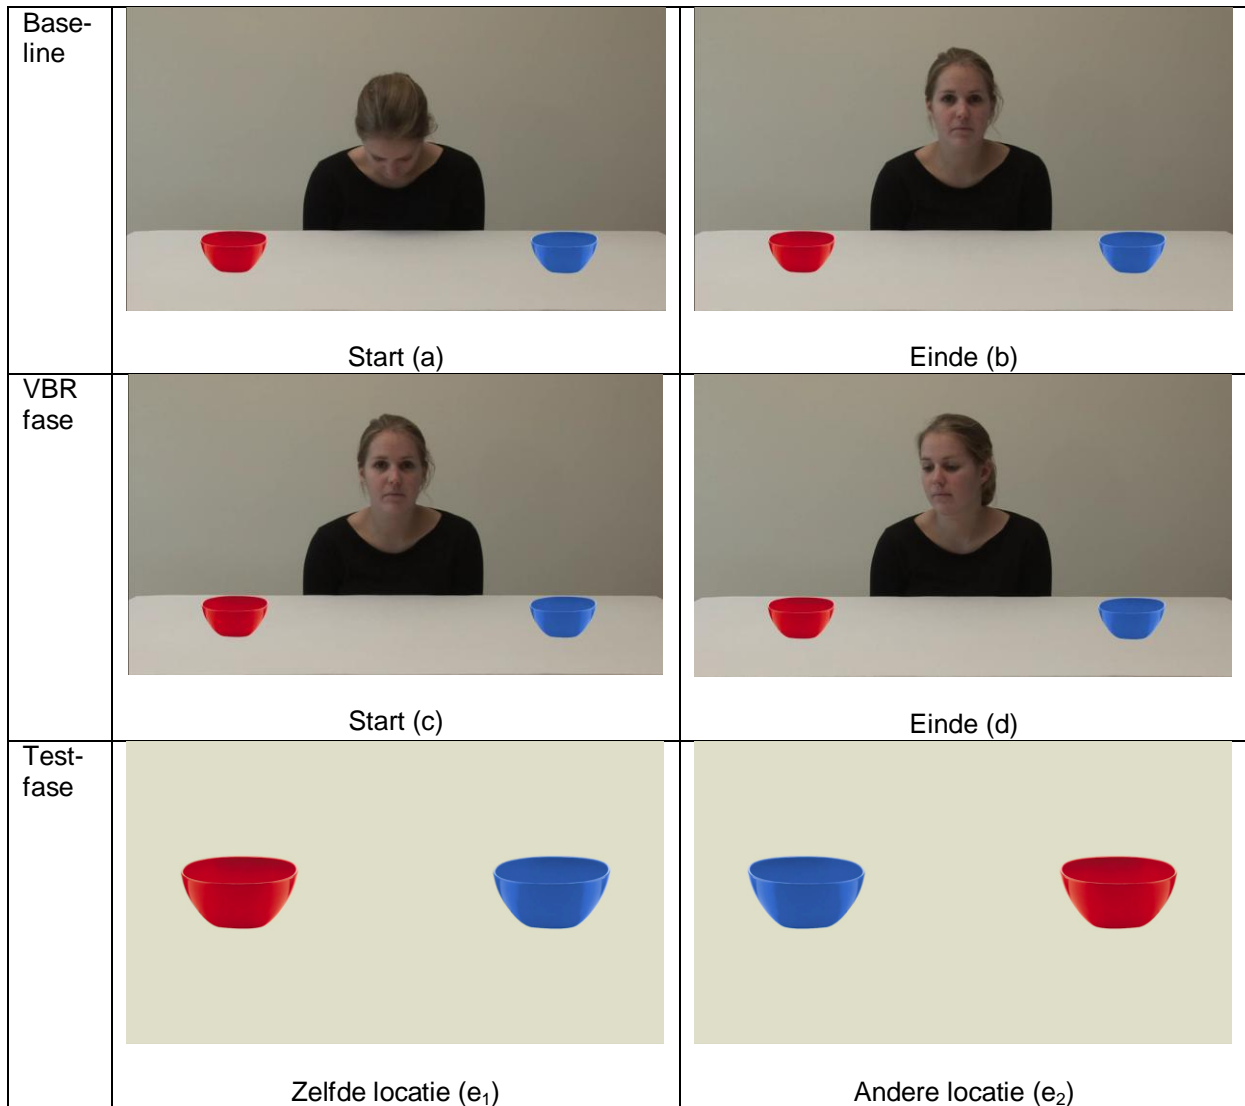 Base-
line
Start (a)
Einde (b)
VBR
fase
Start (c)
Einde (d)
Test-
fase
Zelfde locatie (e₁)
Andere locatie (e₂)